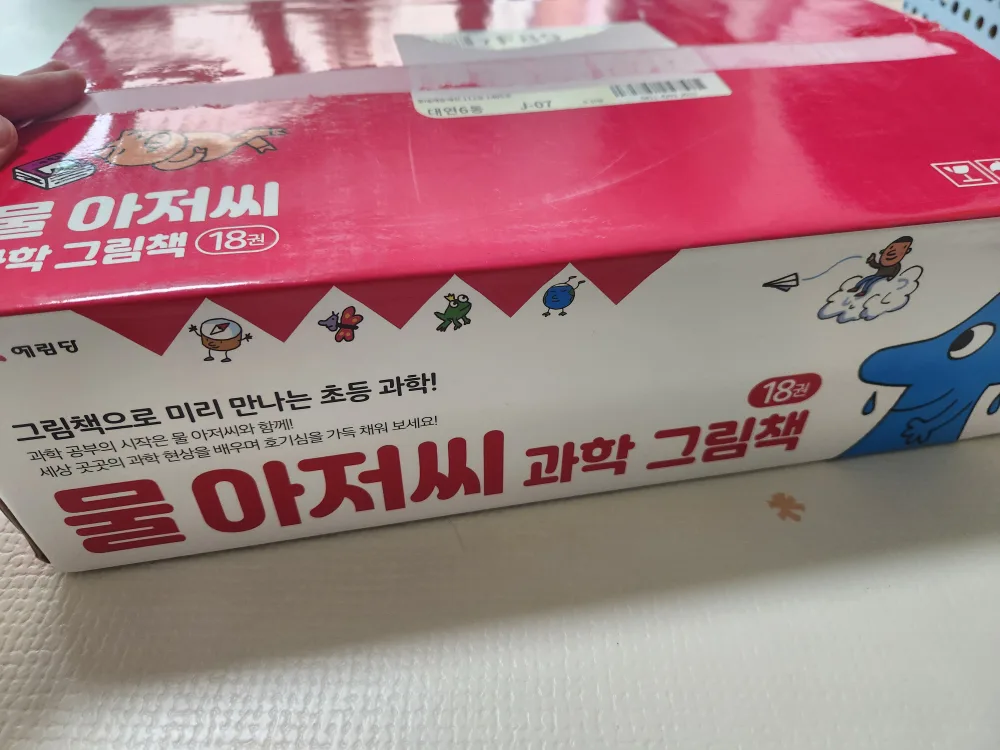 대연6동 J-07
물 아저씨
과학 그림책 18권
예림당
그림책으로 미리 만나는 초등 과학!
과학 공부의 시작은 물 아저씨와 함께!
세상 곳곳의 과학 현상을 배우며 호기심을 가득 채워 보세요!
18권
물 아저씨 과학 그림책